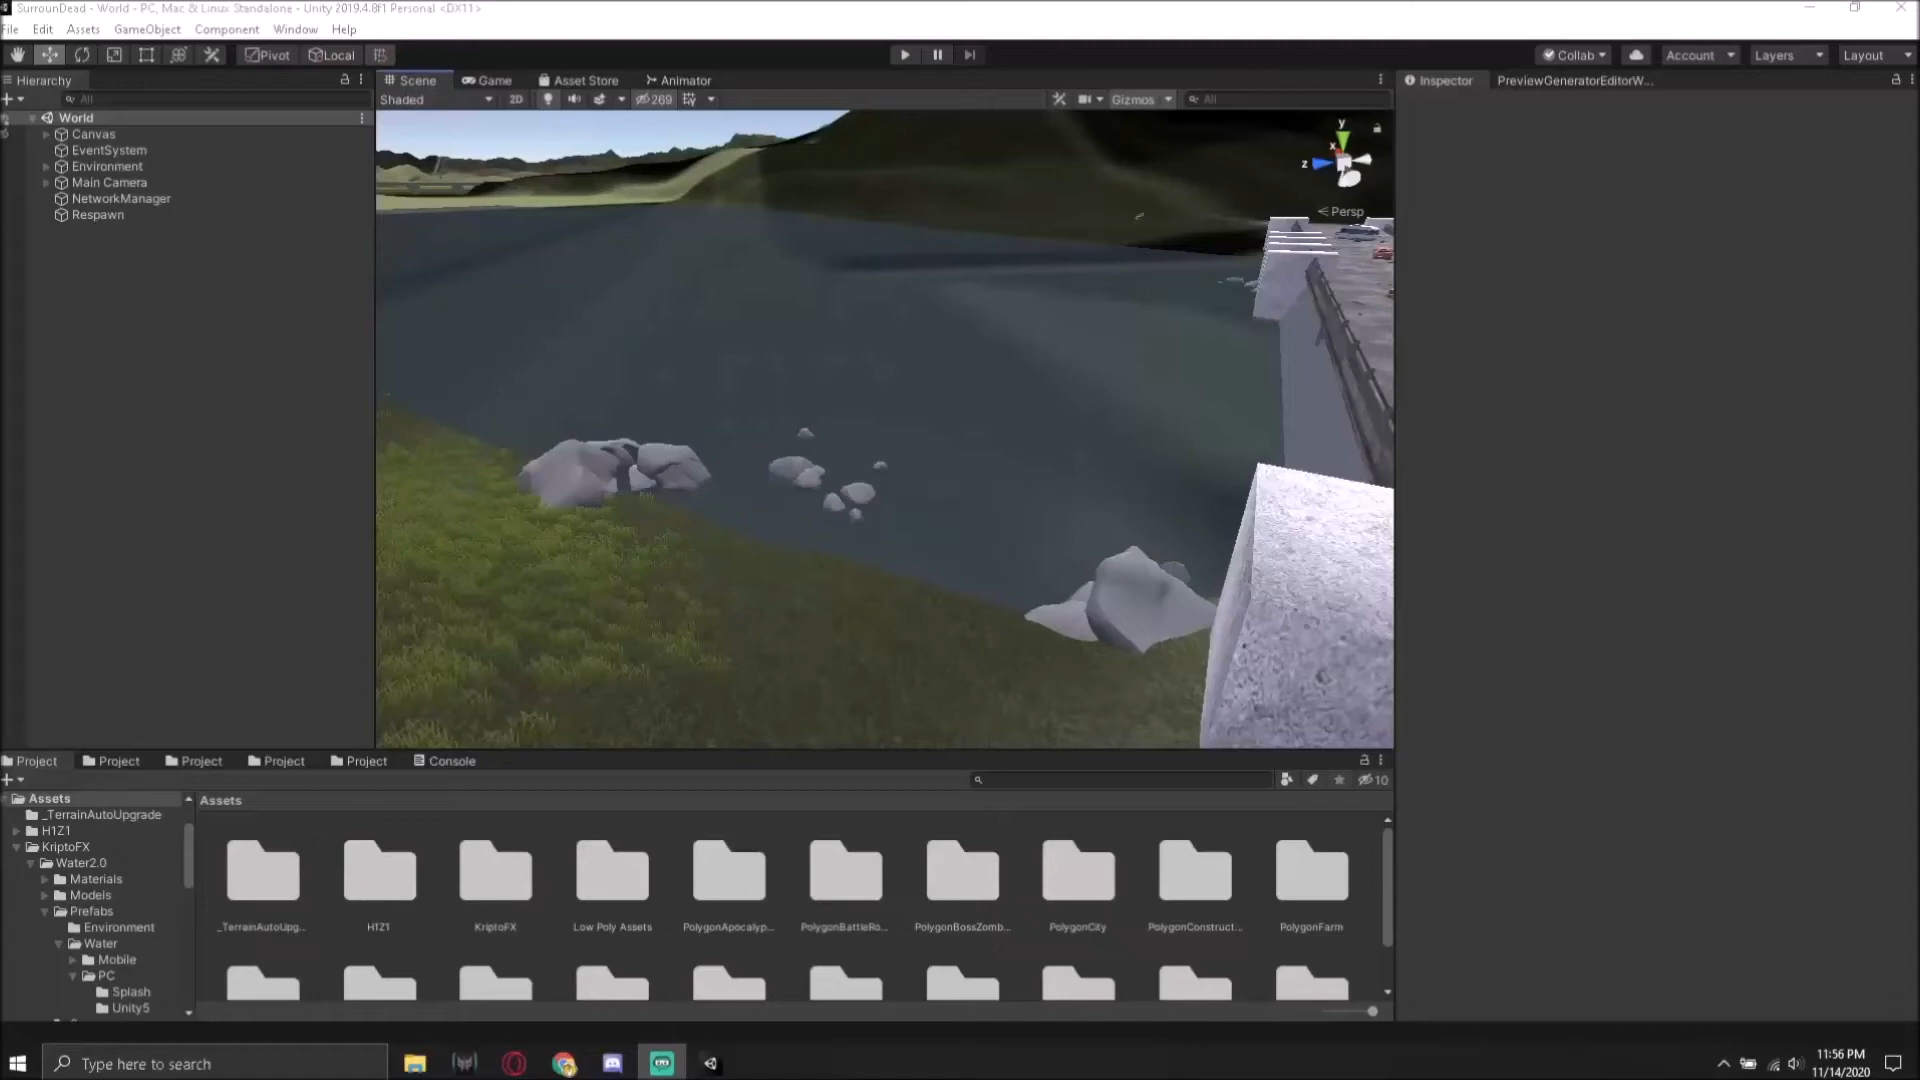 SurrounDead - World - PC, Mac & Linux Standalone - Unity 2019.4.8f1 Personal <DX11>
File Edit Assets GameObject Component Window Help
Pivot Local Collab Account Layers Layout
Hierarchy
All
World
Canvas
EventSystem
Environment
Main Camera
NetworkManager
Respawn
Scene Game Asset Store Animator
Shaded 2D 269 Gizmos All
y
x
z
Persp
Inspector PreviewGeneratorEditorW...
Project Project Project Project Project Console
10
Assets
_TerrainAutoUpgrade
H1Z1
KriptoFX
Water2.0
Materials
Models
Prefabs
Environment
Water
Mobile
PC
Splash
Unity5
Assets
_TerrainAutoUpg... H1Z1 KriptoFX Low Poly Assets PolygonApocalyp... PolygonBattleRo... PolygonBossZomb... PolygonCity PolygonConstruct... PolygonFarm
Type here to search
11:56 PM
11/14/2020